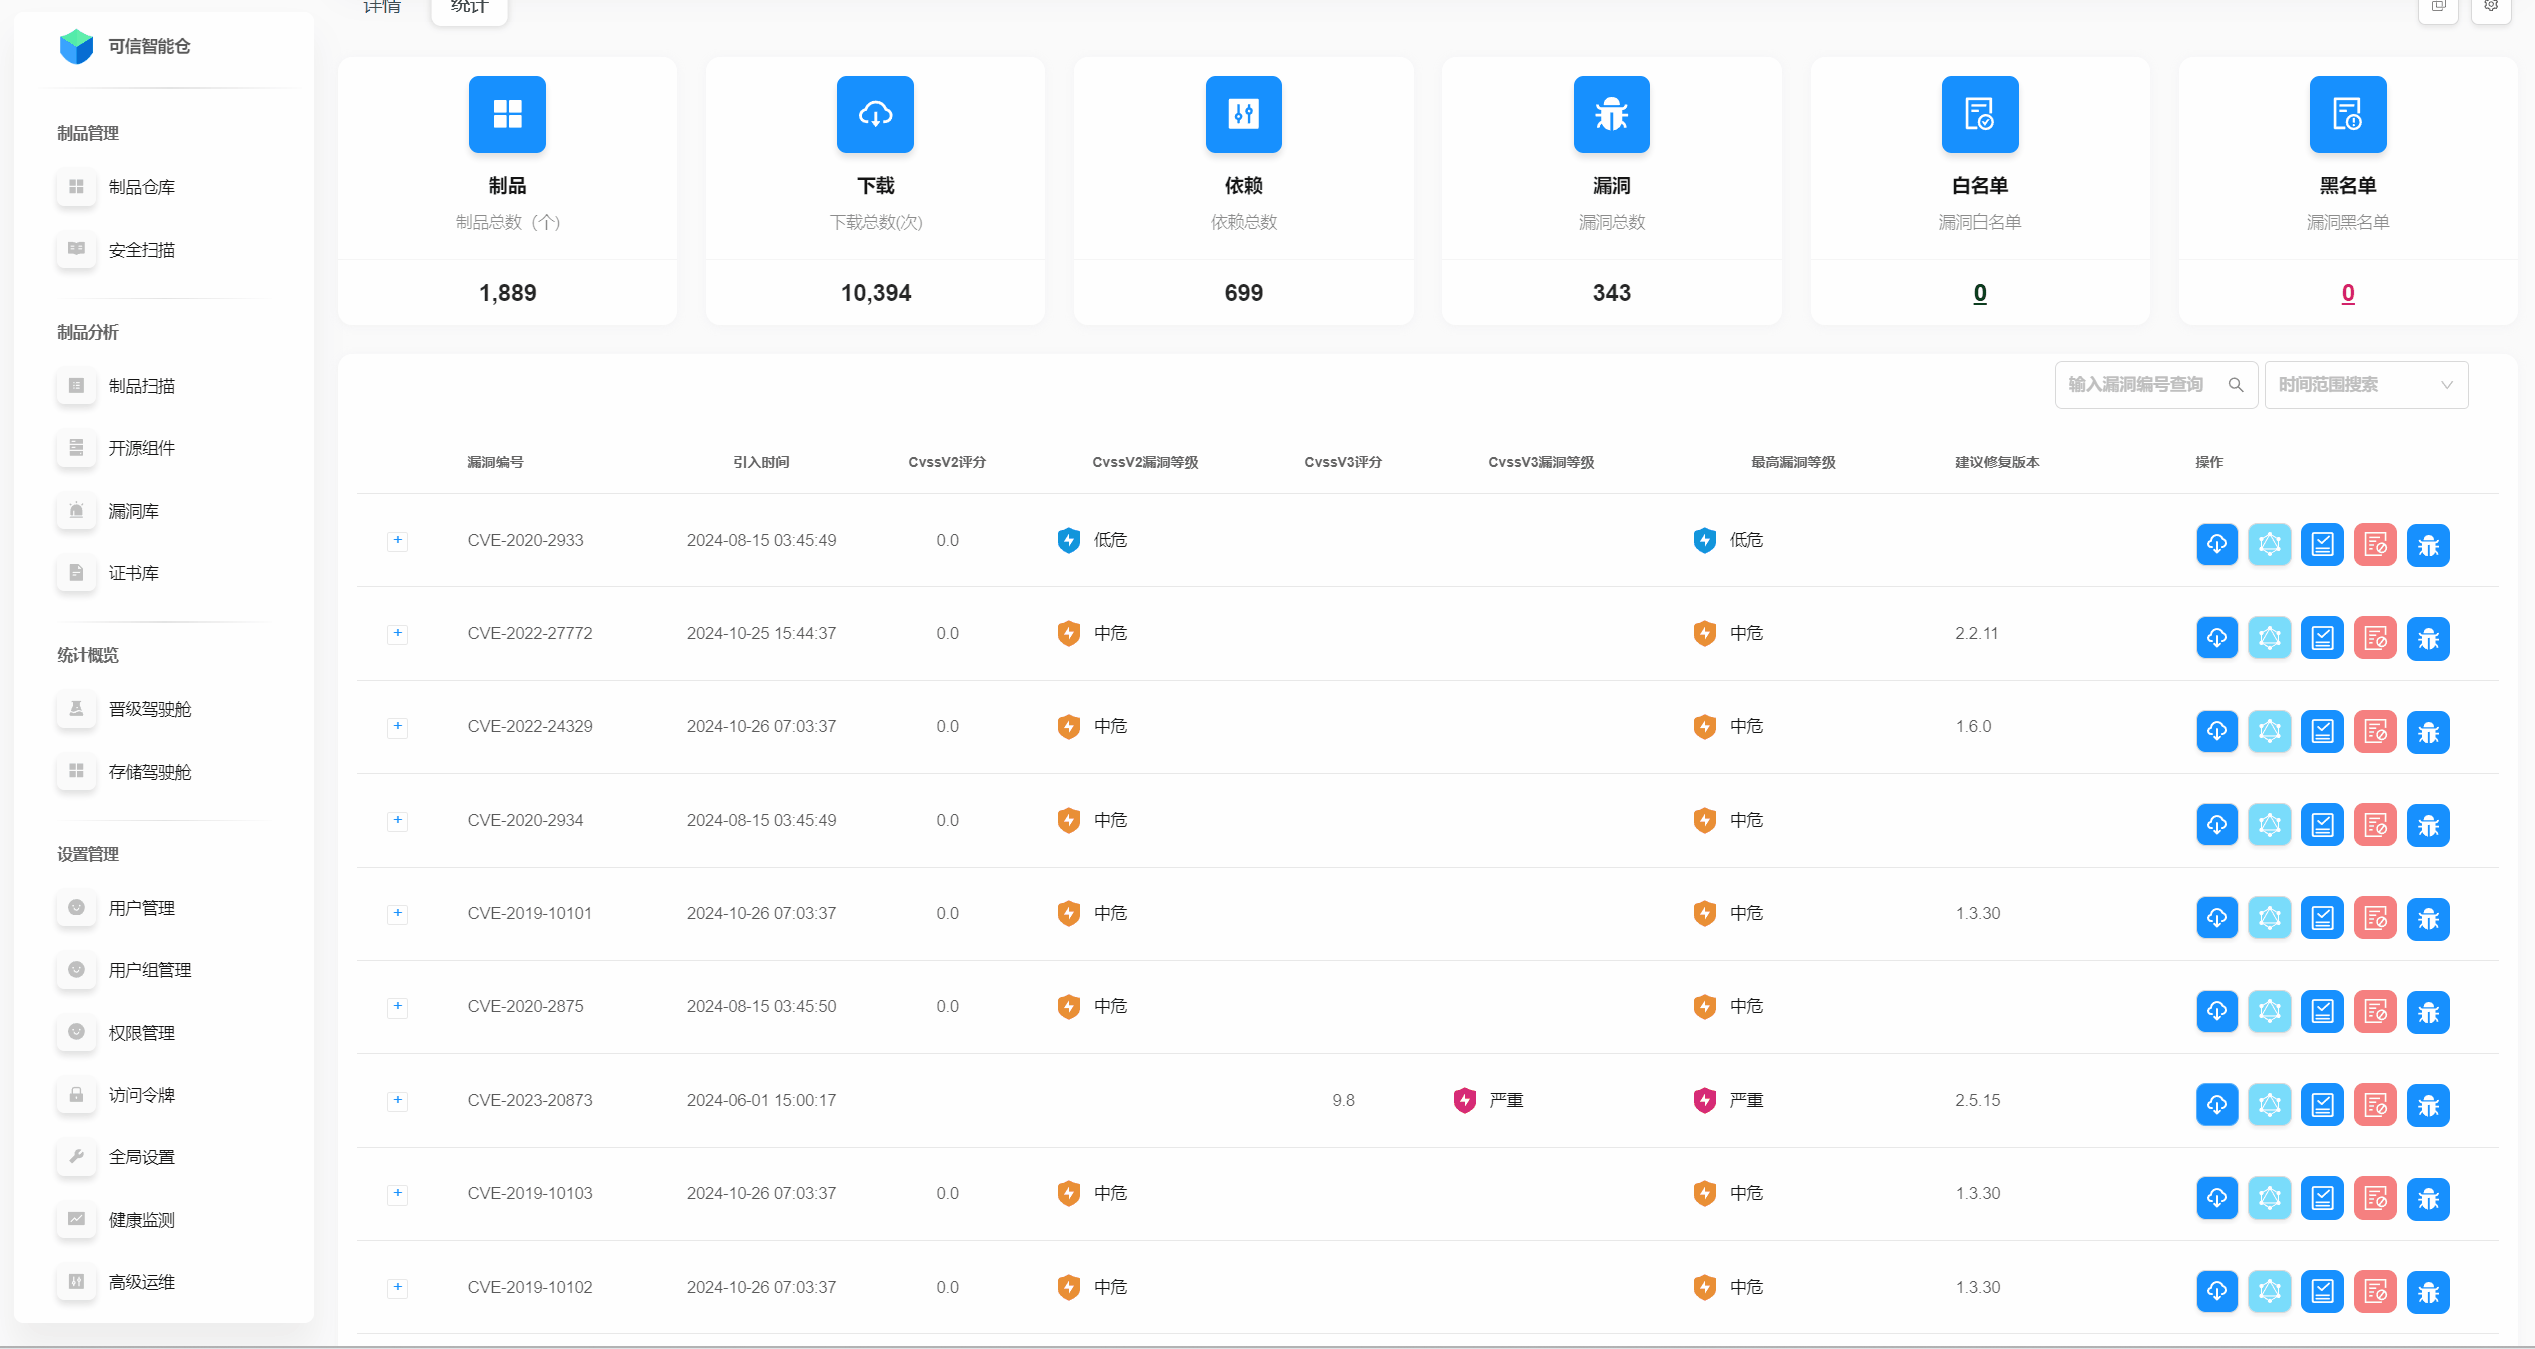 详情
统计
可信智能仓
制品管理
制品仓库
安全扫描
制品分析
制品扫描
开源组件
漏洞库
证书库
统计概览
晋级驾驶舱
存储驾驶舱
设置管理
用户管理
用户组管理
权限管理
访问令牌
全局设置
健康监测
高级运维
制品
制品总数（个）
1,889
下载
下载总数(次)
10,394
依赖
依赖总数
699
漏洞
漏洞总数
343
白名单
漏洞白名单
0
黑名单
漏洞黑名单
0
输入漏洞编号查询
时间范围搜索
漏洞编号 引入时间 CvssV2评分 CvssV2漏洞等级 CvssV3评分 CvssV3漏洞等级 最高漏洞等级 建议修复版本 操作
+ CVE-2020-2933 2024-08-15 03:45:49 0.0 低危 低危
+ CVE-2022-27772 2024-10-25 15:44:37 0.0 中危 中危 2.2.11
+ CVE-2022-24329 2024-10-26 07:03:37 0.0 中危 中危 1.6.0
+ CVE-2020-2934 2024-08-15 03:45:49 0.0 中危 中危
+ CVE-2019-10101 2024-10-26 07:03:37 0.0 中危 中危 1.3.30
+ CVE-2020-2875 2024-08-15 03:45:50 0.0 中危 中危
+ CVE-2023-20873 2024-06-01 15:00:17 9.8 严重 严重 2.5.15
+ CVE-2019-10103 2024-10-26 07:03:37 0.0 中危 中危 1.3.30
+ CVE-2019-10102 2024-10-26 07:03:37 0.0 中危 中危 1.3.30